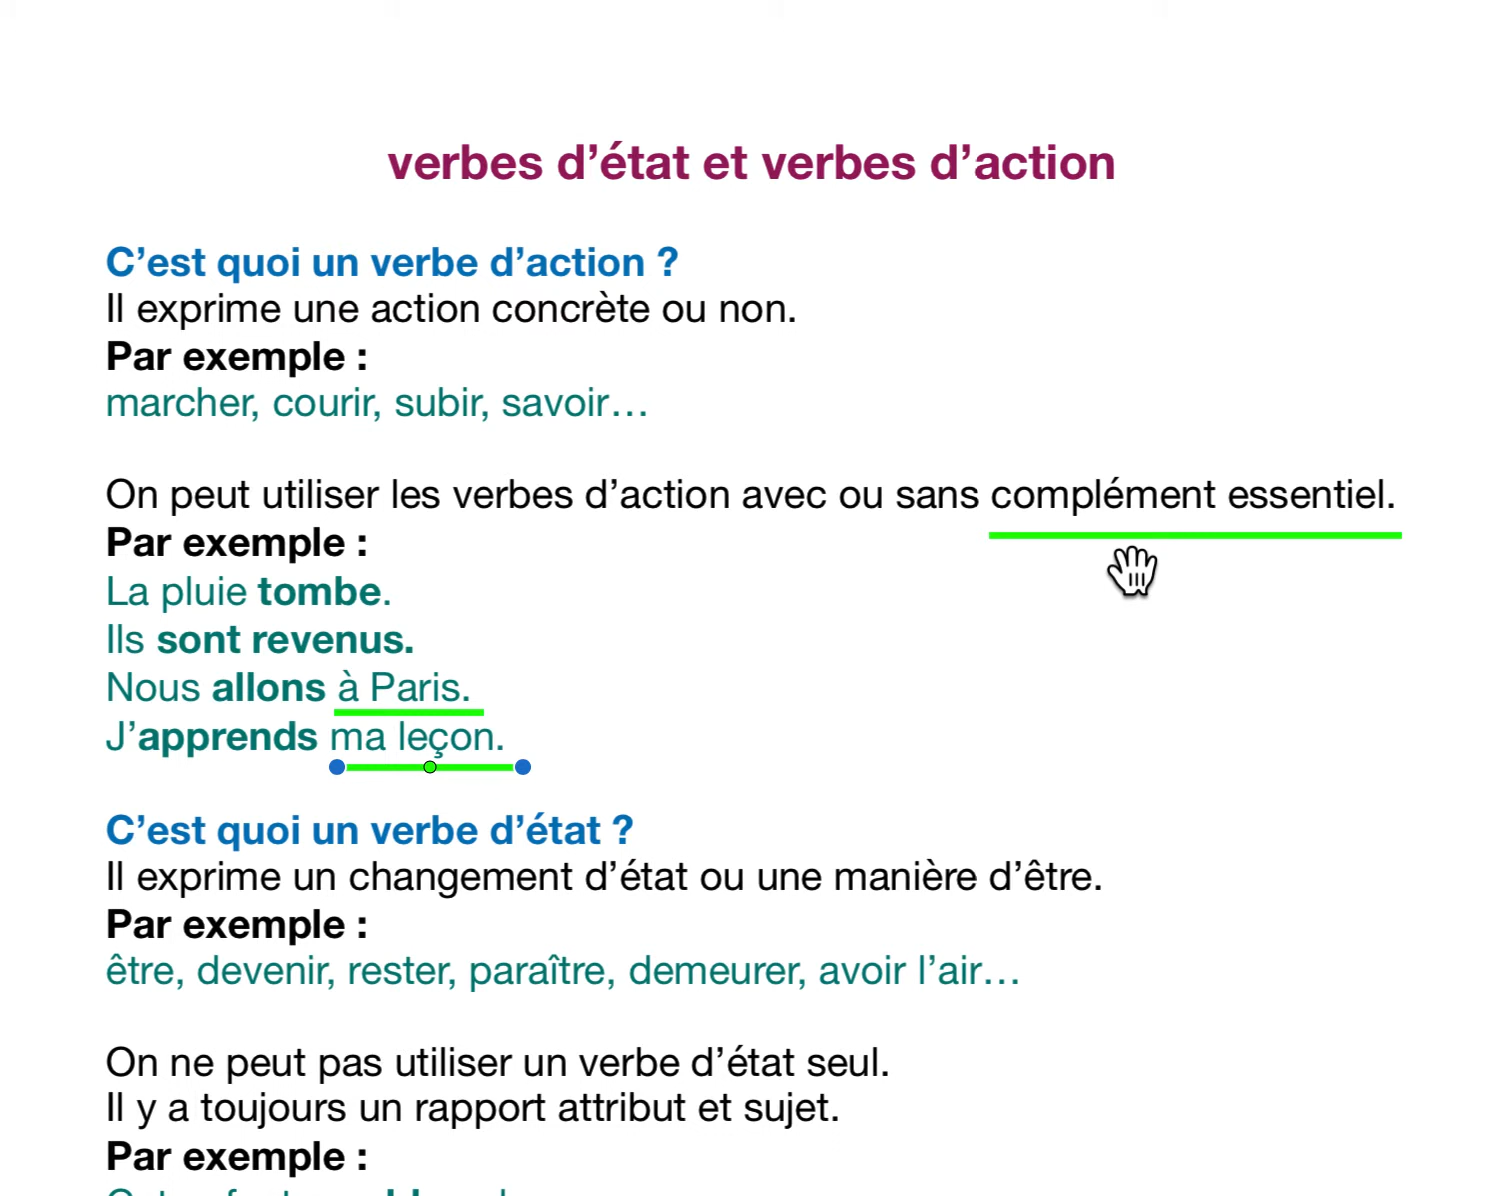 verbes d’état et verbes d’action
C’est quoi un verbe d’action ?
Il exprime une action concrète ou non.
Par exemple :
marcher, courir, subir, savoir…
On peut utiliser les verbes d’action avec ou sans complément essentiel.
Par exemple :
La pluie tombe.
Ils sont revenus.
Nous allons à Paris.
J’apprends ma leçon.
C’est quoi un verbe d’état ?
Il exprime un changement d’état ou une manière d’être.
Par exemple :
être, devenir, rester, paraître, demeurer, avoir l’air…
On ne peut pas utiliser un verbe d’état seul.
Il y a toujours un rapport attribut et sujet.
Par exemple :